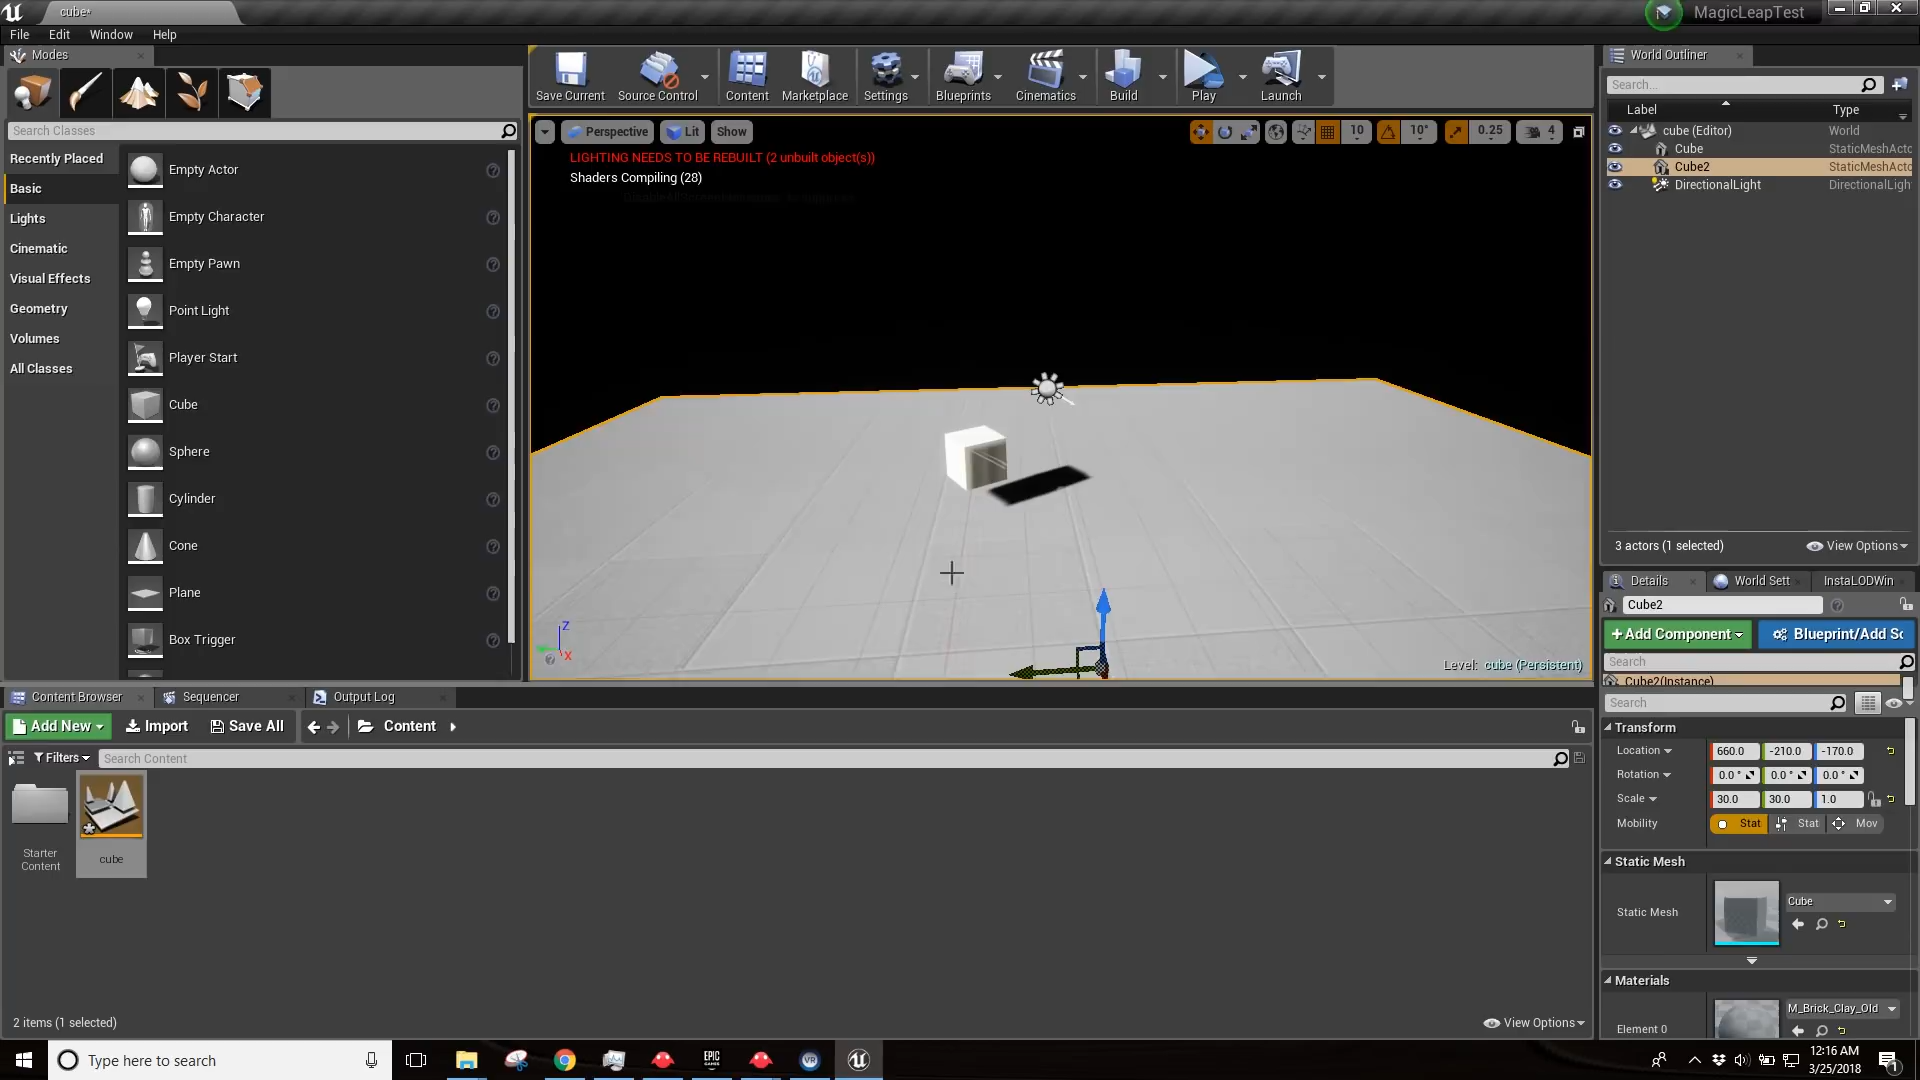 cube*
MagicLeapTest
File Edit Window Help
Modes
Search Classes
Recently Placed
Basic
Lights
Cinematic
Visual Effects
Geometry
Volumes
All Classes
Empty Actor
Empty Character
Empty Pawn
Point Light
Player Start
Cube
Sphere
Cylinder
Cone
Plane
Box Trigger
Save Current Source Control Content Marketplace Settings Blueprints Cinematics Build Play Launch
Perspective Lit Show 10 10° 0.25 4
LIGHTING NEEDS TO BE REBUILT (2 unbuilt object(s))
Shaders Compiling (28)
Z
X
Level: cube (Persistent)
World Outliner
Search...
Label Type
cube (Editor) World
Cube StaticMeshActo
Cube2 StaticMeshActo
DirectionalLight DirectionalLigh
3 actors (1 selected) View Options
Details World Sett InstaLODWin
Cube2
+Add Component Blueprint/Add Sc
Search
Cube2(Instance)
Search
Transform
Location 660.0 -210.0 -170.0
Rotation 0.0 ° 0.0 ° 0.0 °
Scale 30.0 30.0 1.0
Mobility Stat Stat Mov
Static Mesh
Static Mesh Cube
Materials
Element 0 M_Brick_Clay_Old
Content Browser Sequencer Output Log
Add New Import Save All Content
Filters Search Content
Starter
Content
cube
2 items (1 selected) View Options
Type here to search
EPIC
GAMES
VR
12:16 AM
3/25/2018
1